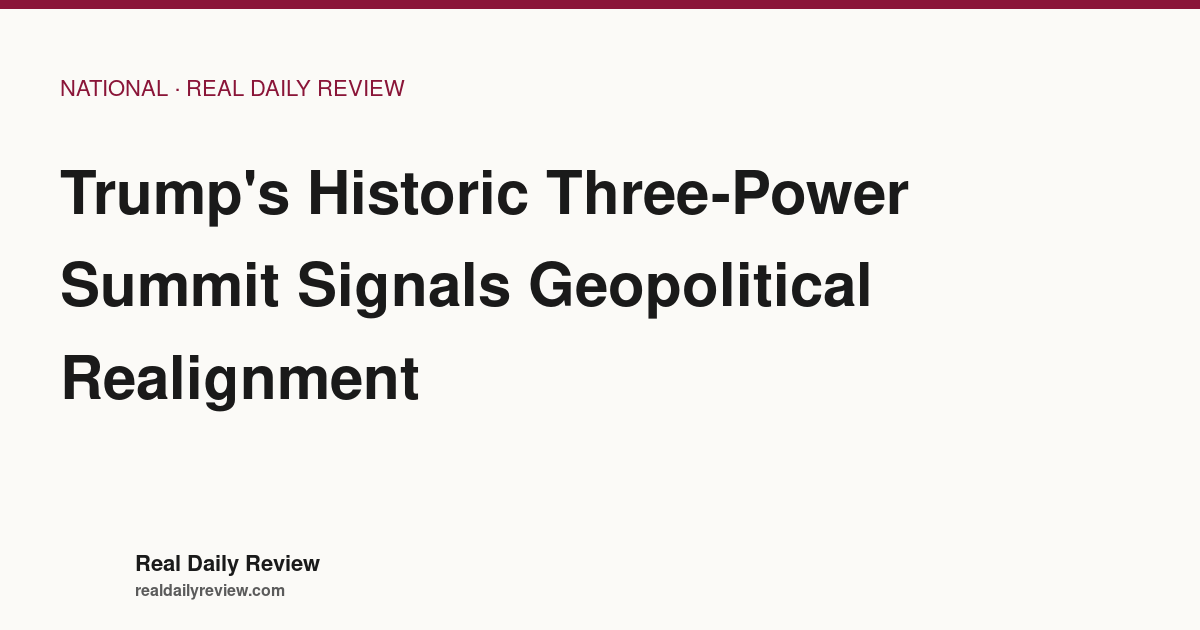 NATIONAL · REAL DAILY REVIEW
Trump's Historic Three-Power
Summit Signals Geopolitical
Realignment
Real Daily Review
realdailyreview.com